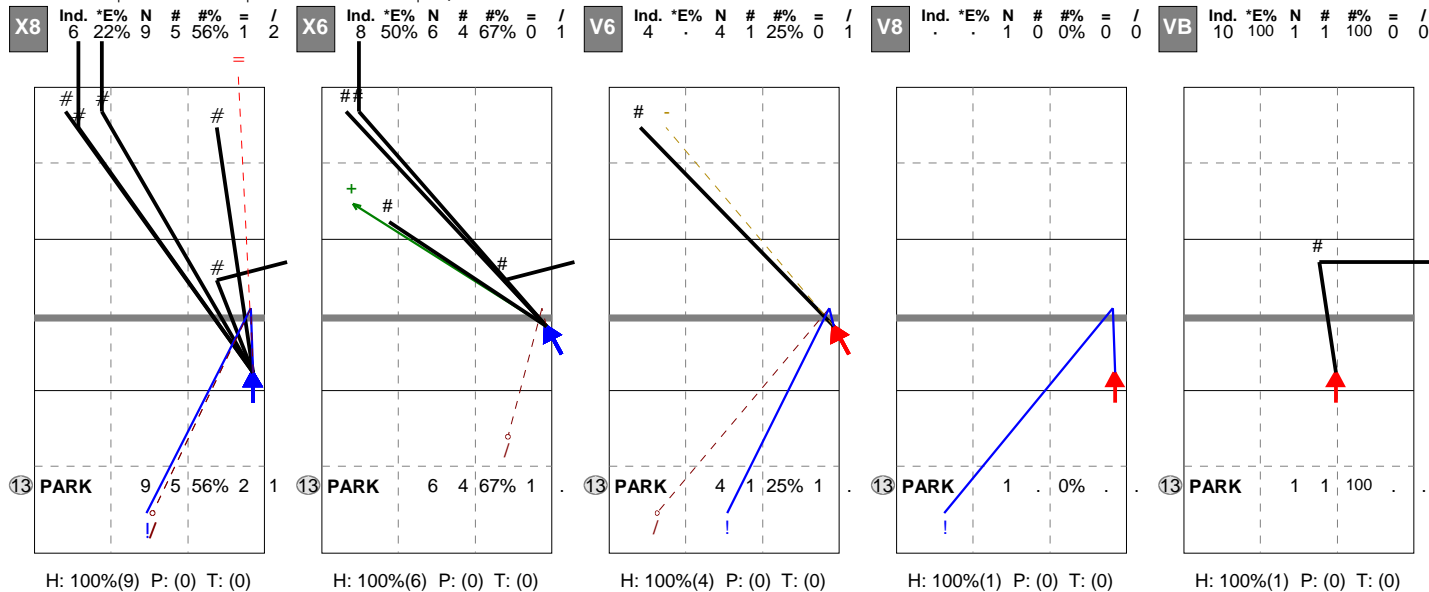 X8 Ind. *E% N # #% = /
6 22% 9 5 56% 1 2
X6 Ind. *E% N # #% = /
8 50% 6 4 67% 0 1
V6 Ind. *E% N # #% = /
4 . 4 1 25% 0 1
V8 Ind. *E% N # #% = /
. . 1 0 0% 0 0
VB Ind. *E% N # #% = /
10 100 1 1 100 0 0
=
# # # #
#
! /
# #
+
#
#
/
# -
/ !
!
#
13 PARK 9 5 56% 2 1
13 PARK 6 4 67% 1 .
13 PARK 4 1 25% 1 .
13 PARK 1 . 0% . .
13 PARK 1 1 100 . .
H: 100%(9) P: (0) T: (0)
H: 100%(6) P: (0) T: (0)
H: 100%(4) P: (0) T: (0)
H: 100%(1) P: (0) T: (0)
H: 100%(1) P: (0) T: (0)